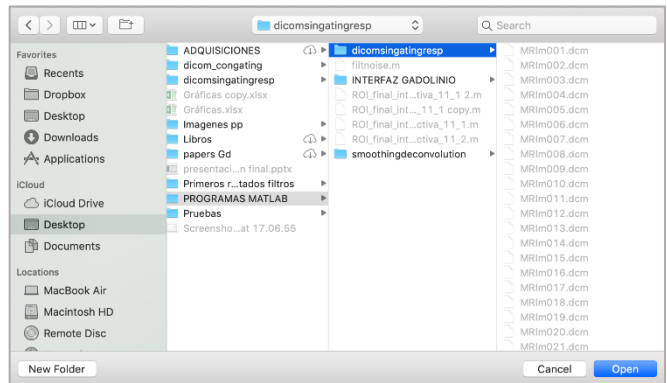 dicomsingatingresp
Search
Favorites
Recents
Dropbox
Desktop
Downloads
Applications
iCloud
iCloud Drive
Desktop
Documents
Locations
MacBook Air
Macintosh HD
Remote Disc
ADQUISICIONES
dicom_congating
dicomsingatingresp
Gráficas copy.xlsx
Gráficas.xlsx
Imagenes pp
Libros
papers Gd
presentaci...n final.pptx
Primeros r...tados filtros
PROGRAMAS MATLAB
Pruebas
Screensho...at 17.06.55
dicomsingatingresp
filtnoise.m
INTERFAZ GADOLINIO
ROI_final_int...tiva_11_1 2.m
ROI_final_int..._11_1 copy.m
ROI_final_int...ctiva_11_1.m
ROI_final_int...ctiva_11_2.m
smoothingdeconvolution
MRIm001.dcm
MRIm002.dcm
MRIm003.dcm
MRIm004.dcm
MRIm005.dcm
MRIm006.dcm
MRIm007.dcm
MRIm008.dcm
MRIm009.dcm
MRIm010.dcm
MRIm011.dcm
MRIm012.dcm
MRIm013.dcm
MRIm014.dcm
MRIm015.dcm
MRIm016.dcm
MRIm017.dcm
MRIm018.dcm
MRIm019.dcm
MRIm020.dcm
MRIm021.dcm
New Folder
Cancel
Open